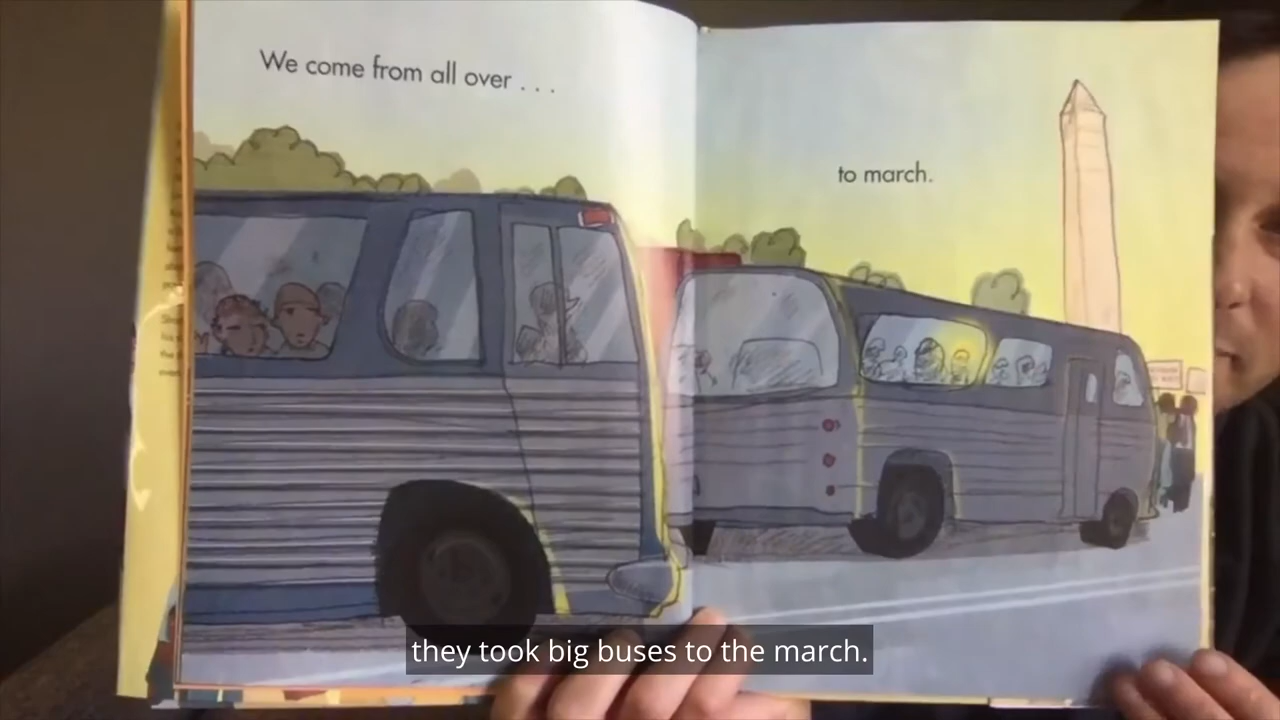 We come from all over . . .
to march.
they took big buses to the march.